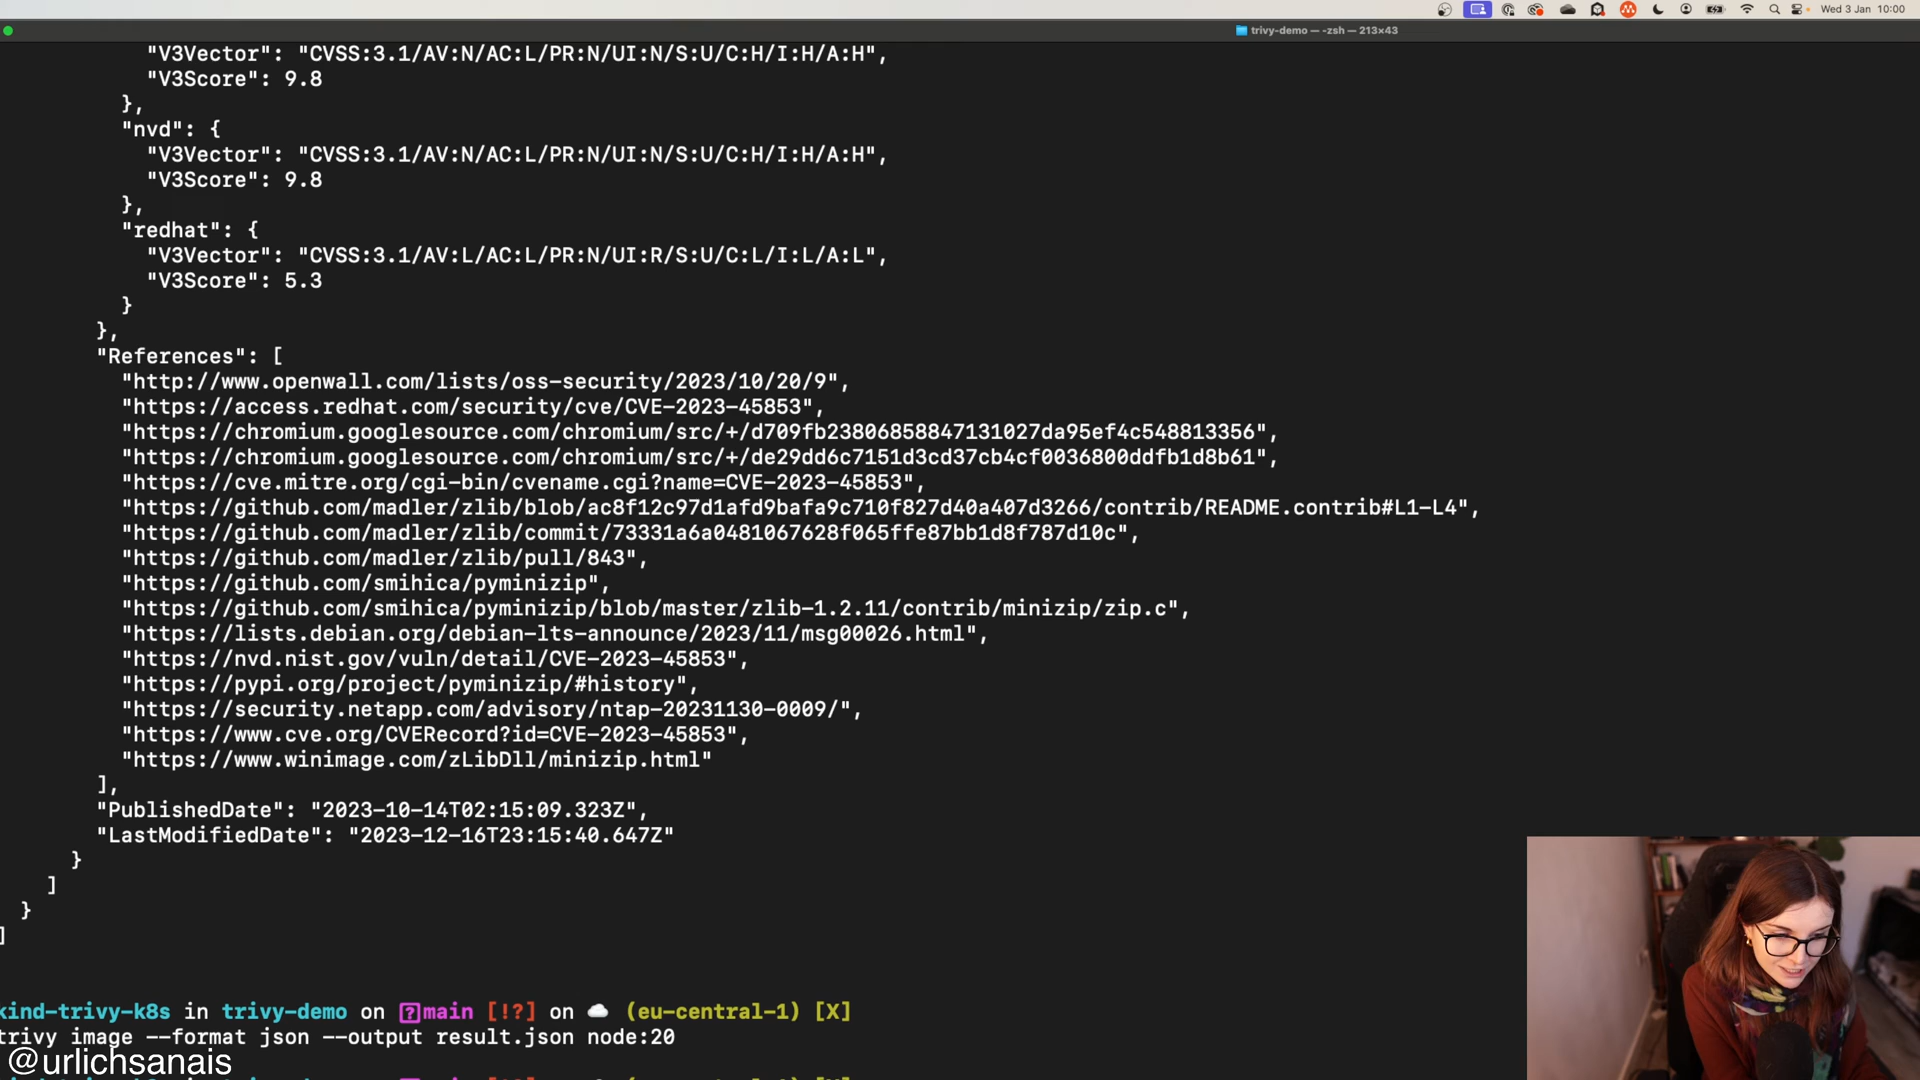 Wed 3 Jan 10:00
trivy-demo — -zsh — 213×43
"V3Vector": "CVSS:3.1/AV:N/AC:L/PR:N/UI:N/S:U/C:H/I:H/A:H",
"V3Score": 9.8
},
"nvd": {
"V3Vector": "CVSS:3.1/AV:N/AC:L/PR:N/UI:N/S:U/C:H/I:H/A:H",
"V3Score": 9.8
},
"redhat": {
"V3Vector": "CVSS:3.1/AV:L/AC:L/PR:N/UI:R/S:U/C:L/I:L/A:L",
"V3Score": 5.3
}
},
"References": [
"http://www.openwall.com/lists/oss-security/2023/10/20/9",
"https://access.redhat.com/security/cve/CVE-2023-45853",
"https://chromium.googlesource.com/chromium/src/+/d709fb23806858847131027da95ef4c548813356",
"https://chromium.googlesource.com/chromium/src/+/de29dd6c7151d3cd37cb4cf0036800ddfb1d8b61",
"https://cve.mitre.org/cgi-bin/cvename.cgi?name=CVE-2023-45853",
"https://github.com/madler/zlib/blob/ac8f12c97d1afd9bafa9c710f827d40a407d3266/contrib/README.contrib#L1-L4",
"https://github.com/madler/zlib/commit/73331a6a0481067628f065ffe87bb1d8f787d10c",
"https://github.com/madler/zlib/pull/843",
"https://github.com/smihica/pyminizip",
"https://github.com/smihica/pyminizip/blob/master/zlib-1.2.11/contrib/minizip/zip.c",
"https://lists.debian.org/debian-lts-announce/2023/11/msg00026.html",
"https://nvd.nist.gov/vuln/detail/CVE-2023-45853",
"https://pypi.org/project/pyminizip/#history",
"https://security.netapp.com/advisory/ntap-20231130-0009/",
"https://www.cve.org/CVERecord?id=CVE-2023-45853",
"https://www.winimage.com/zLibDll/minizip.html"
],
"PublishedDate": "2023-10-14T02:15:09.323Z",
"LastModifiedDate": "2023-12-16T23:15:40.647Z"
}
]
}
]
kind-trivy-k8s in trivy-demo on main [!?] on (eu-central-1) [X]
trivy image --format json --output result.json node:20
@urlichsanais